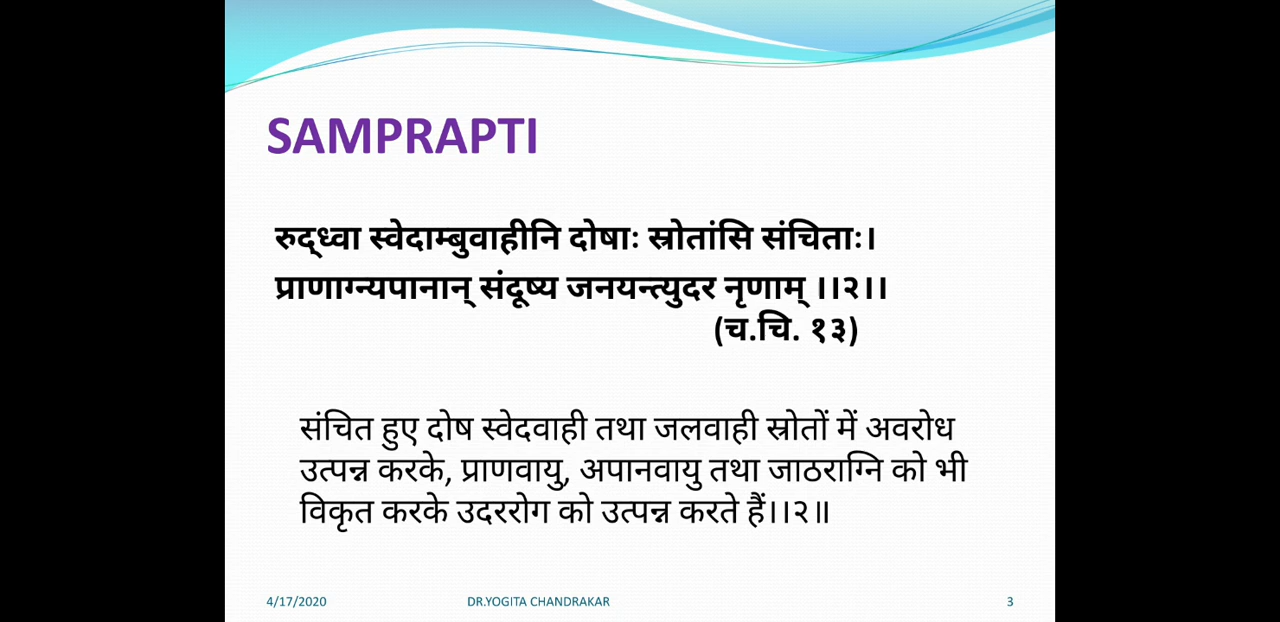 SAMPRAPTI
रुद्ध्वा स्वेदाम्बुवाहीनि दोषाः स्रोतांसि संचिताः।
प्राणाग्न्यपानान् संदूष्य जनयन्त्युदर नृणाम् ।।२।।
(च.चि. १३)
संचित हुए दोष स्वेदवाही तथा जलवाही स्रोतों में अवरोध
उत्पन्न करके, प्राणवायु, अपानवायु तथा जाठराग्नि को भी
विकृत करके उदररोग को उत्पन्न करते हैं।।२॥
4/17/2020 DR.YOGITA CHANDRAKAR 3